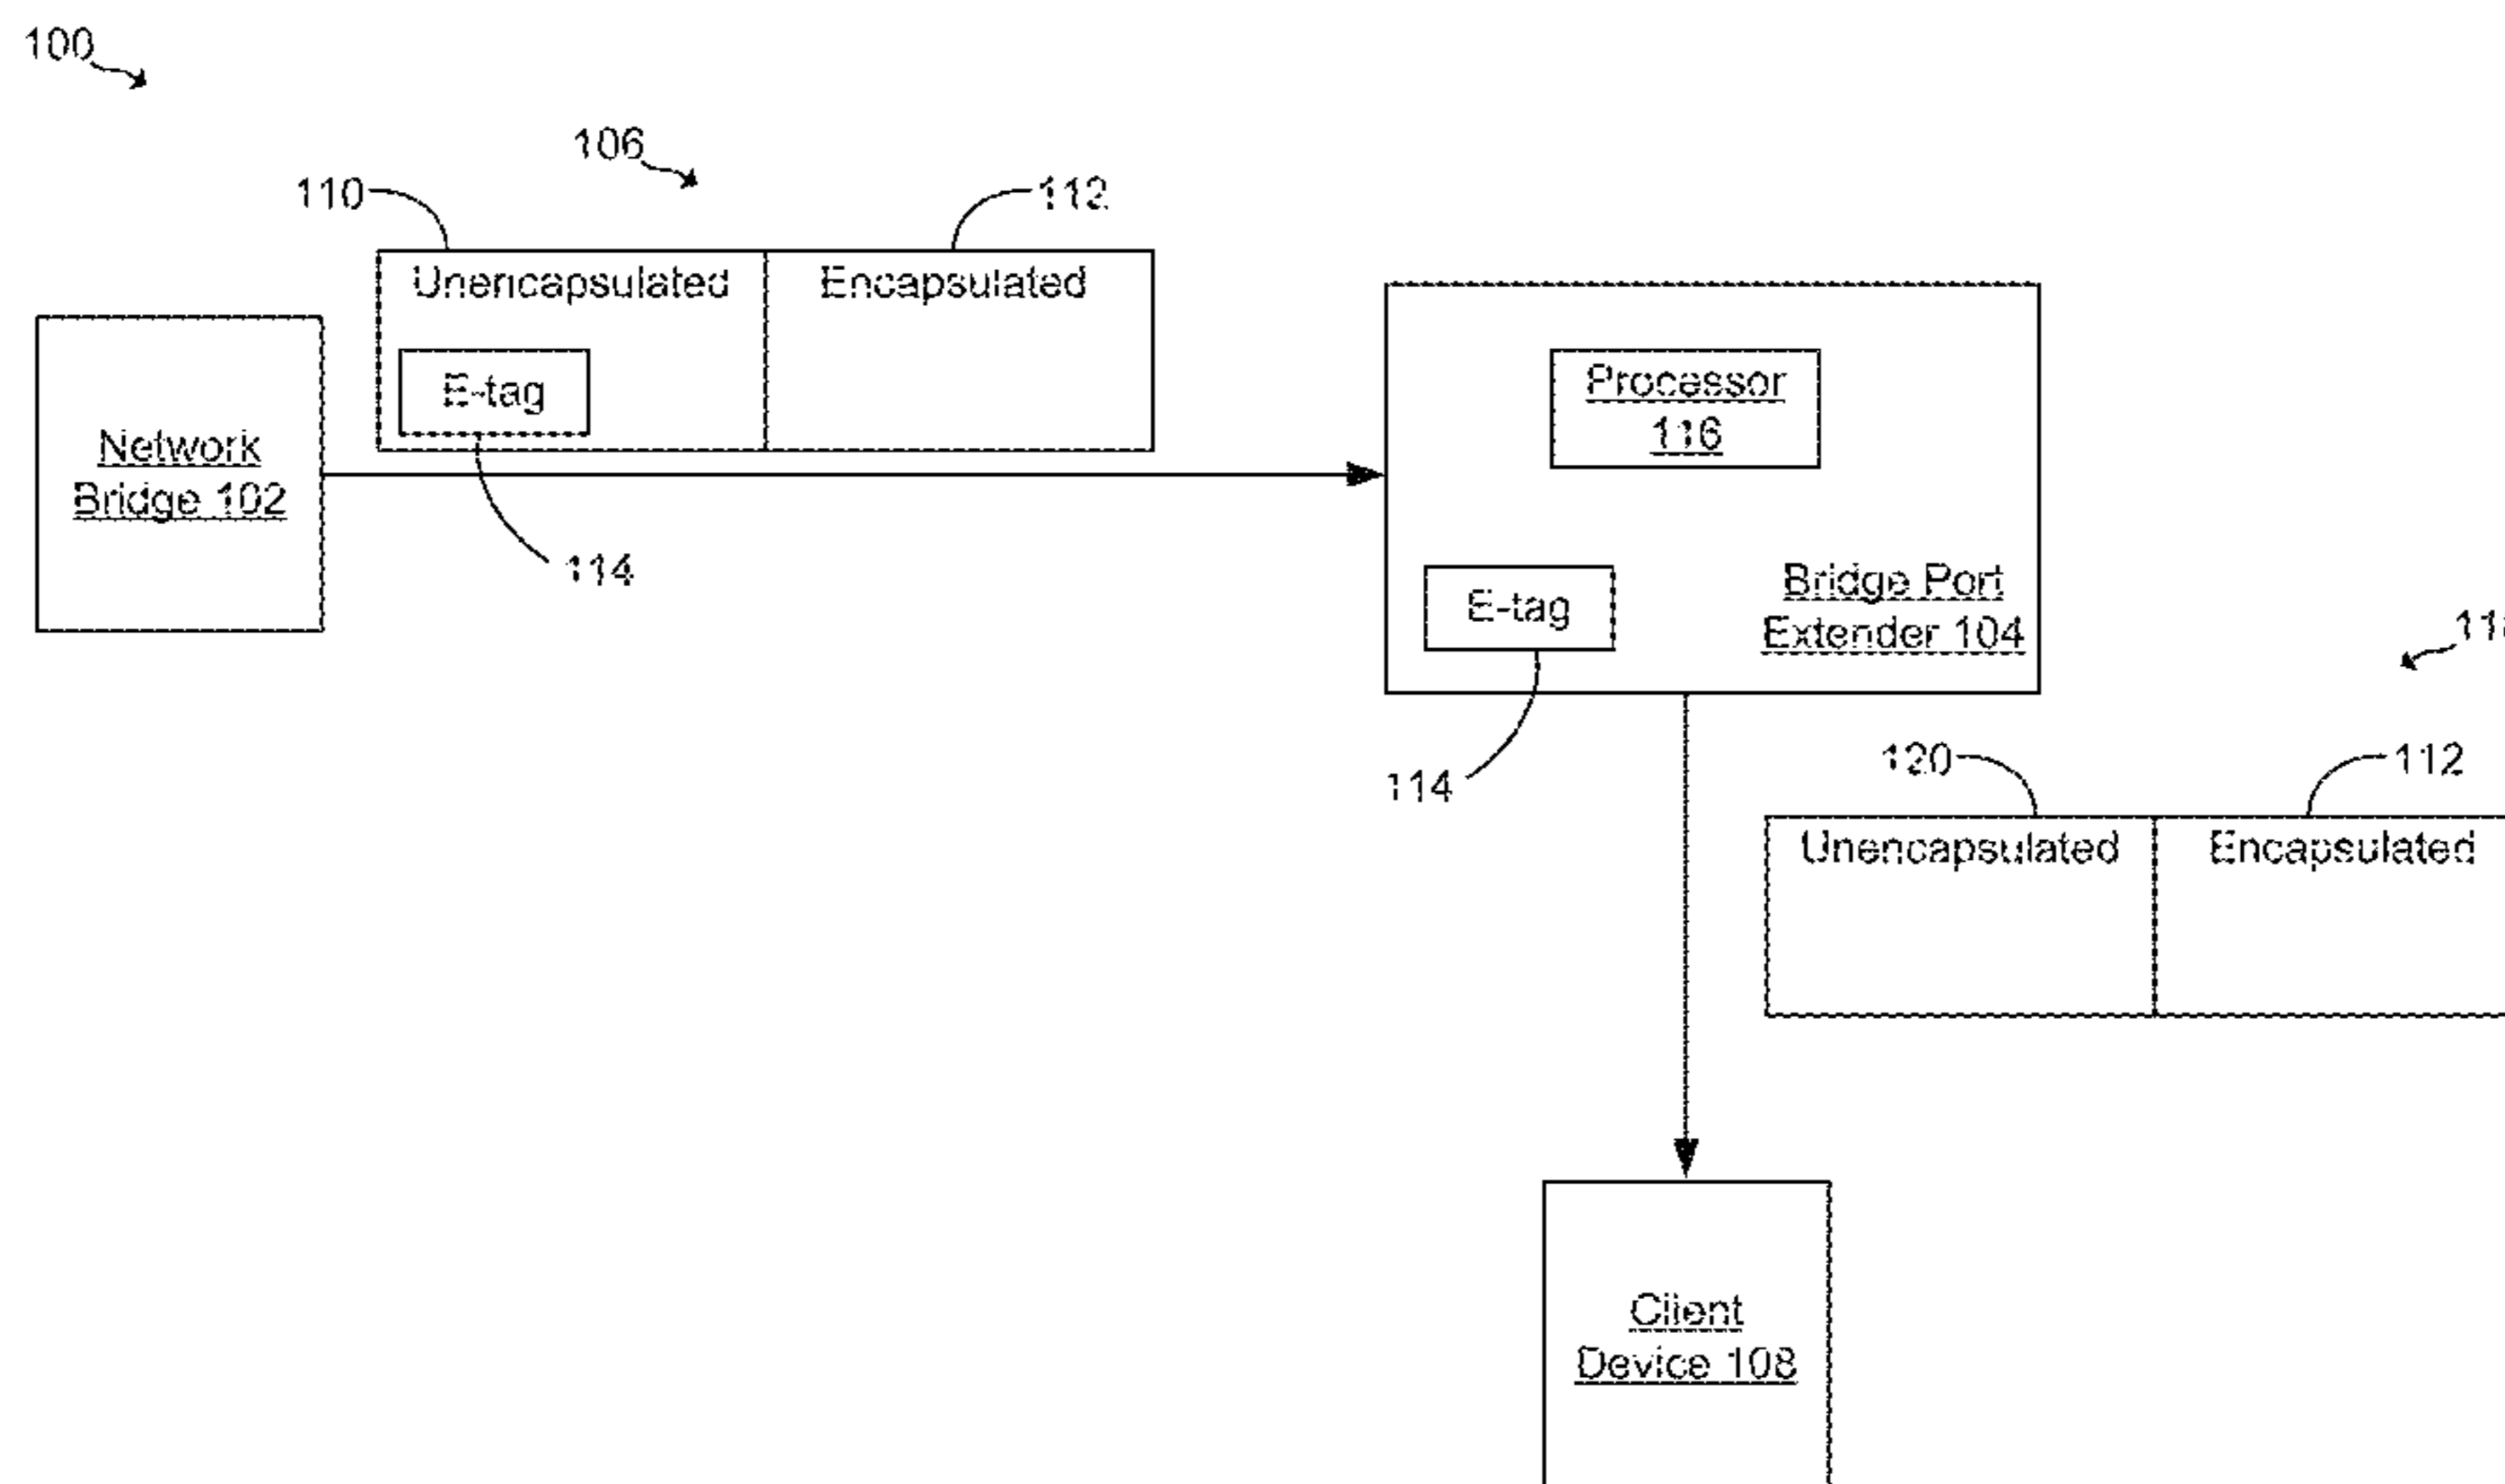 100
106
110
112
Unencapsulated
Encapsulated
E-tag
Network
Bridge 102
114
Processor
116
E-tag
Bridge Port
Extender 104
114
120
112
Unencapsulated
Encapsulated
Client
Device 108